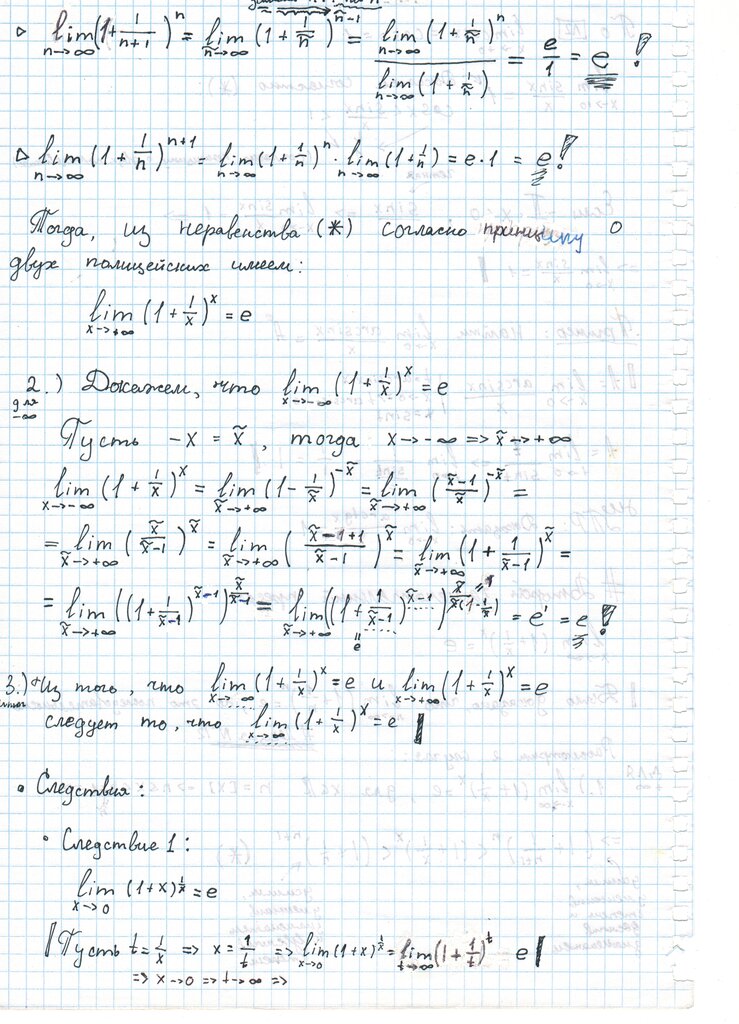 ñ-1
▷ lim n→∞ (1+1/(n+1))^n = lim ñ→∞ (1+1/ñ) = lim n→∞ (1+1/ñ)^n / lim n→∞ (1+1/ñ) = e/1 = e !
▷ lim n→∞ (1+1/n)^(n+1) = lim n→∞ (1+1/n)^n · lim n→∞ (1+1/n) = e·1 = e !
Тогда, из неравенства (*) согласно принципу о
двух полицейских имеем:
lim x→+∞ (1+1/x)^x = e
2.) Докажем, что lim x→-∞ (1+1/x)^x = e
для -∞
Пусть -x = x̃, тогда x→-∞ => x̃→+∞
lim x→-∞ (1+1/x)^x = lim x̃→+∞ (1-1/x̃)^(-x̃) = lim x̃→+∞ ((x̃-1)/x̃)^(-x̃) =
= lim x̃→+∞ (x̃/(x̃-1))^x̃ = lim x̃→+∞ ((x̃-1+1)/(x̃-1))^x̃ = lim x̃→+∞ (1+1/(x̃-1))^x̃ =
= lim x̃→+∞ ((1+1/(x̃-1))^(x̃-1))^(x̃/(x̃-1)) = lim x̃→+∞ ((1+1/(x̃-1))^(x̃-1))^(x̃/(x̃(1-1/x̃))) = e¹ = e !
= 1
= e
3.) Из того, что lim x→-∞ (1+1/x)^x = e и lim x→+∞ (1+1/x)^x = e
следует то, что lim x→∞ (1+1/x)^x = e
• Следствия:
• Следствие 1:
lim x→0 (1+x)^(1/x) = e
Пусть t = 1/x => x = 1/t => lim x→0 (1+x)^(1/x) = lim t→∞ (1+1/t)^t e
=> x→0 => t→∞ =>